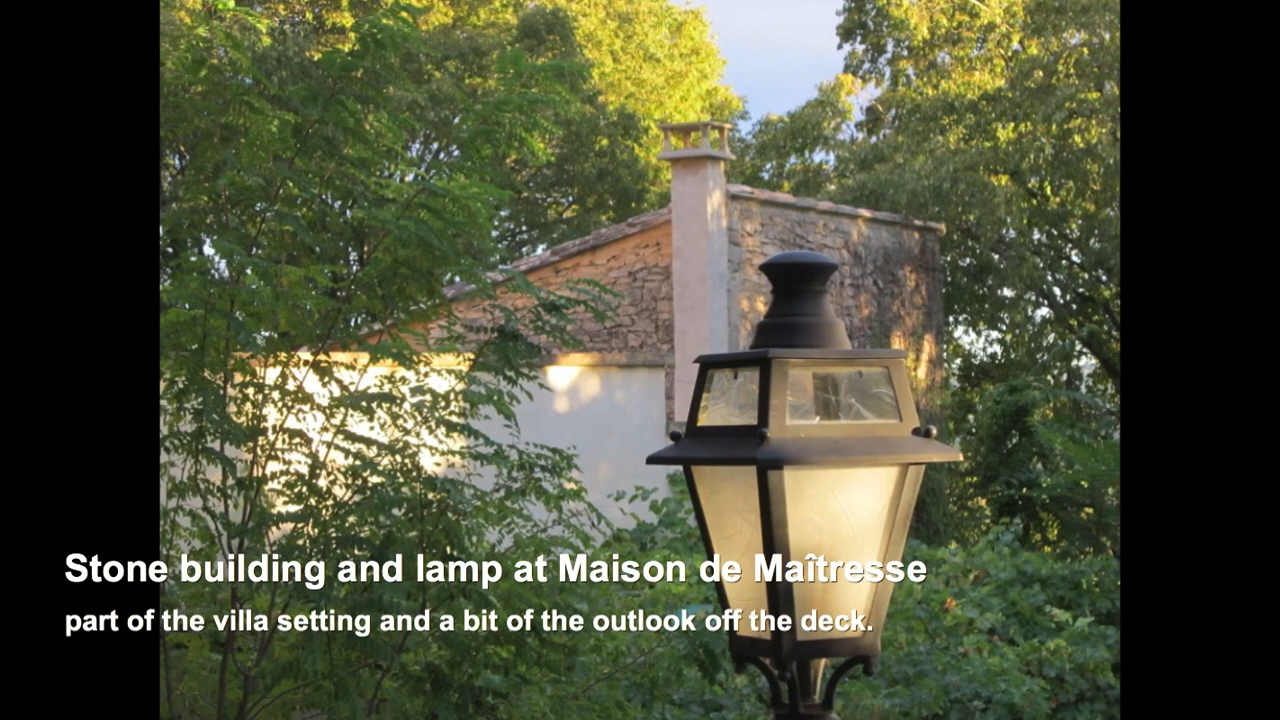 Stone building and lamp at Maison de Maîtresse
part of the villa setting and a bit of the outlook off the deck.